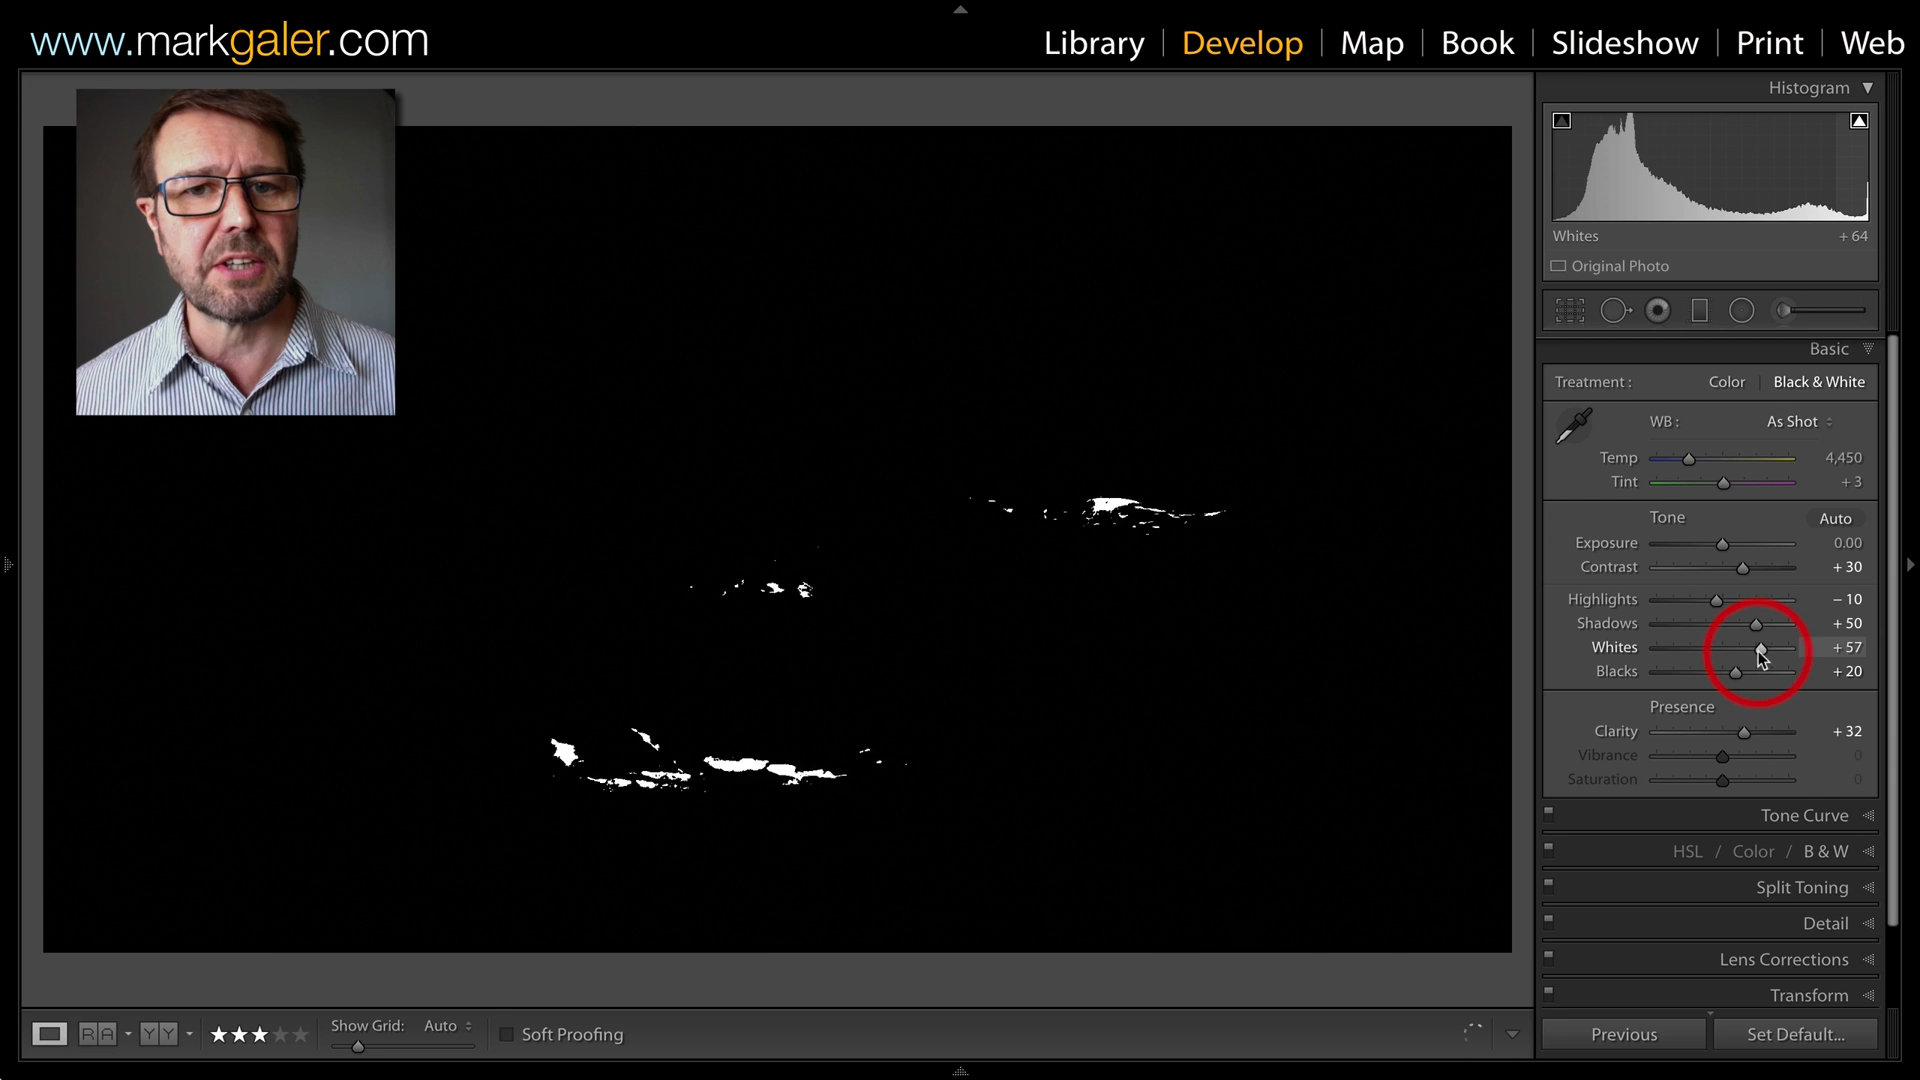 www.markgaler.com
Library | Develop | Map | Book | Slideshow | Print | Web
Histogram
Whites + 64
Original Photo
Basic
Treatment : Color | Black & White
WB : As Shot
Temp 4,450
Tint + 3
Tone Auto
Exposure 0.00
Contrast + 30
Highlights − 10
Shadows + 50
Whites + 57
Blacks + 20
Presence
Clarity + 32
Vibrance 0
Saturation 0
Tone Curve
HSL / Color / B & W
Split Toning
Detail
Lens Corrections
Transform
R A Y Y Show Grid: Auto Soft Proofing
Previous Set Default...